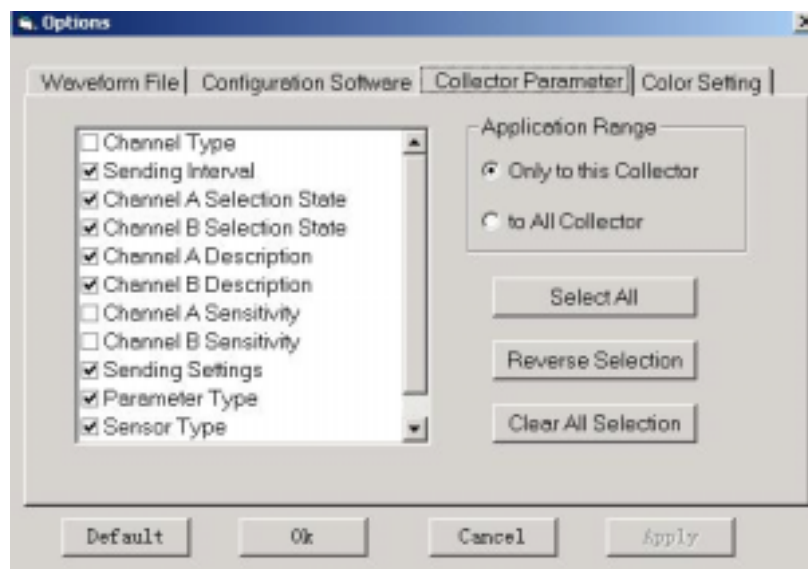 Options
Waveform File Configuration Software Collector Parameter Color Setting
Channel Type
Sending Interval
Channel A Selection State
Channel B Selection State
Channel A Description
Channel B Description
Channel A Sensitivity
Channel B Sensitivity
Sending Settings
Parameter Type
Sensor Type
Application Range
Only to this Collector
to All Collector
Select All
Reverse Selection
Clear All Selection
Default Ok Cancel Apply